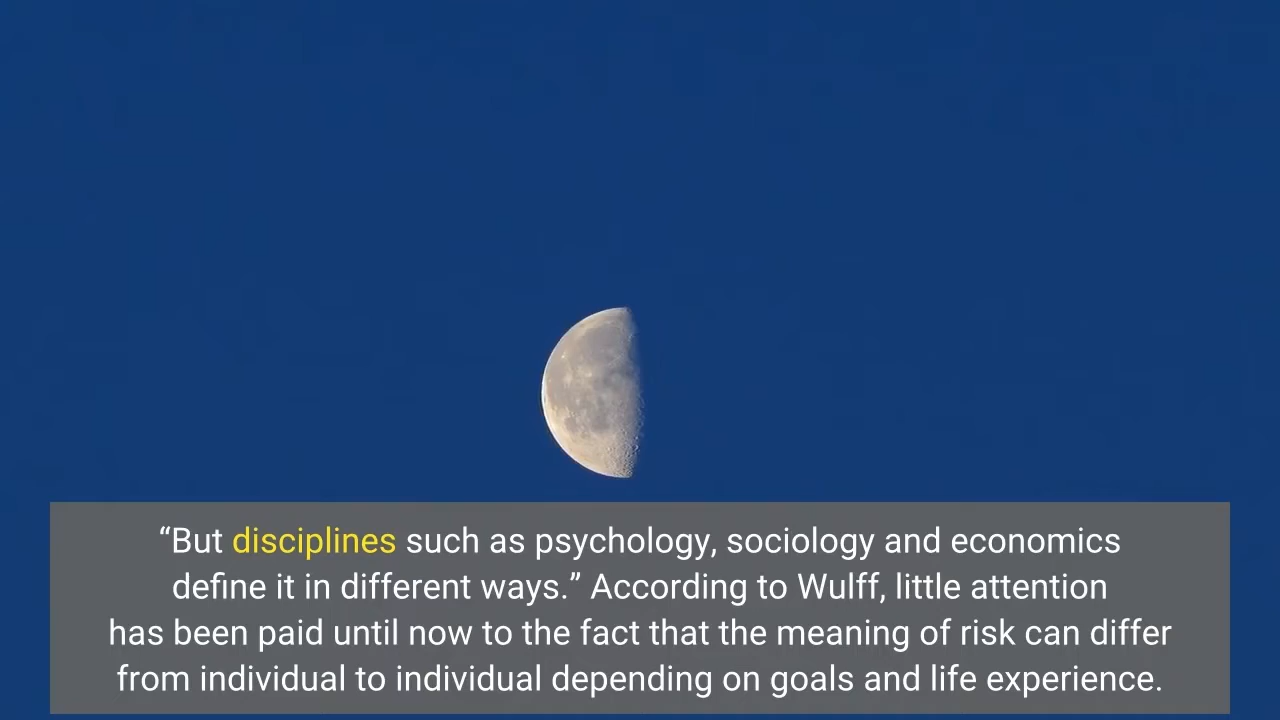 “But disciplines such as psychology, sociology and economics
define it in different ways.” According to Wulff, little attention
has been paid until now to the fact that the meaning of risk can differ
from individual to individual depending on goals and life experience.